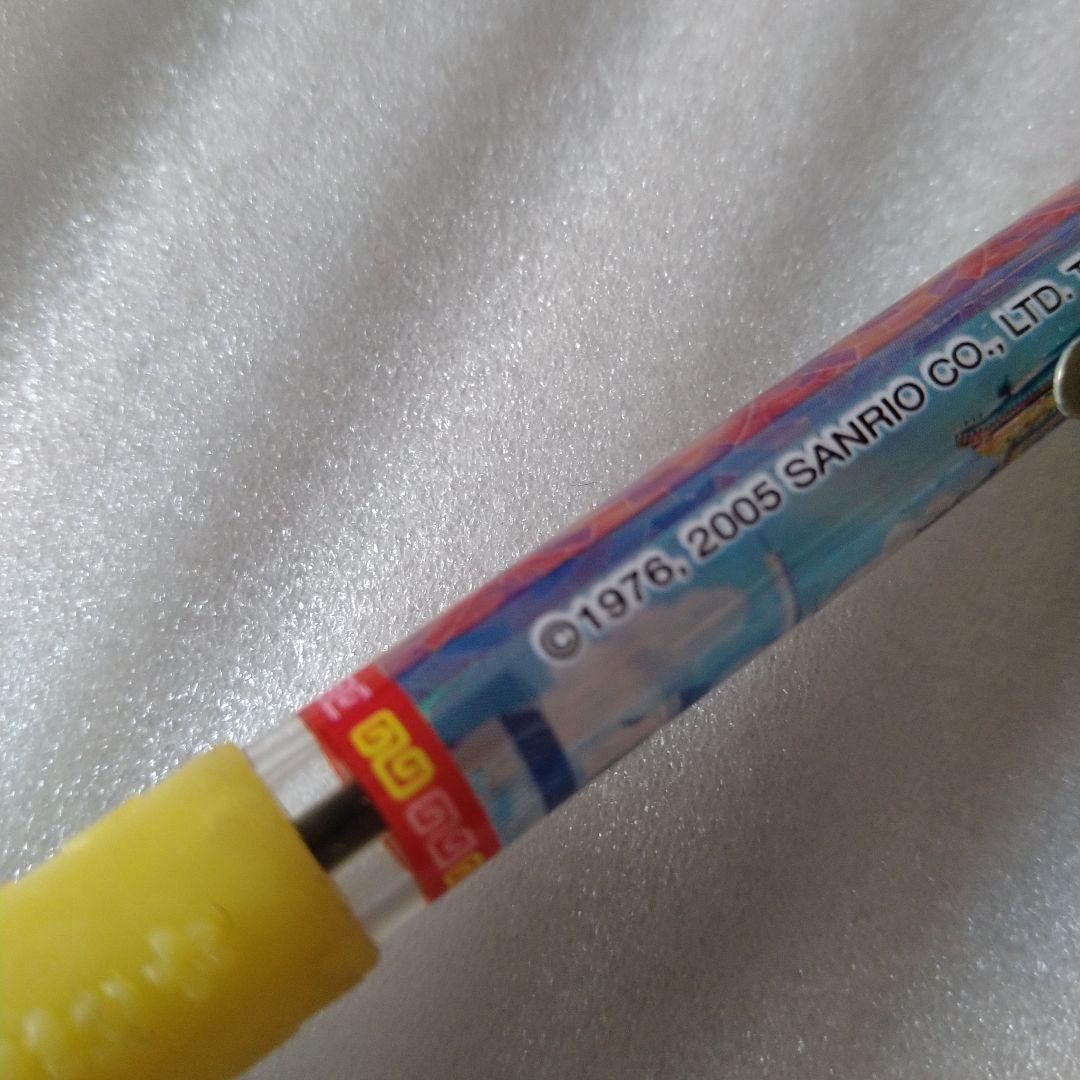 ©1976, 2005 SANRIO CO., LTD.